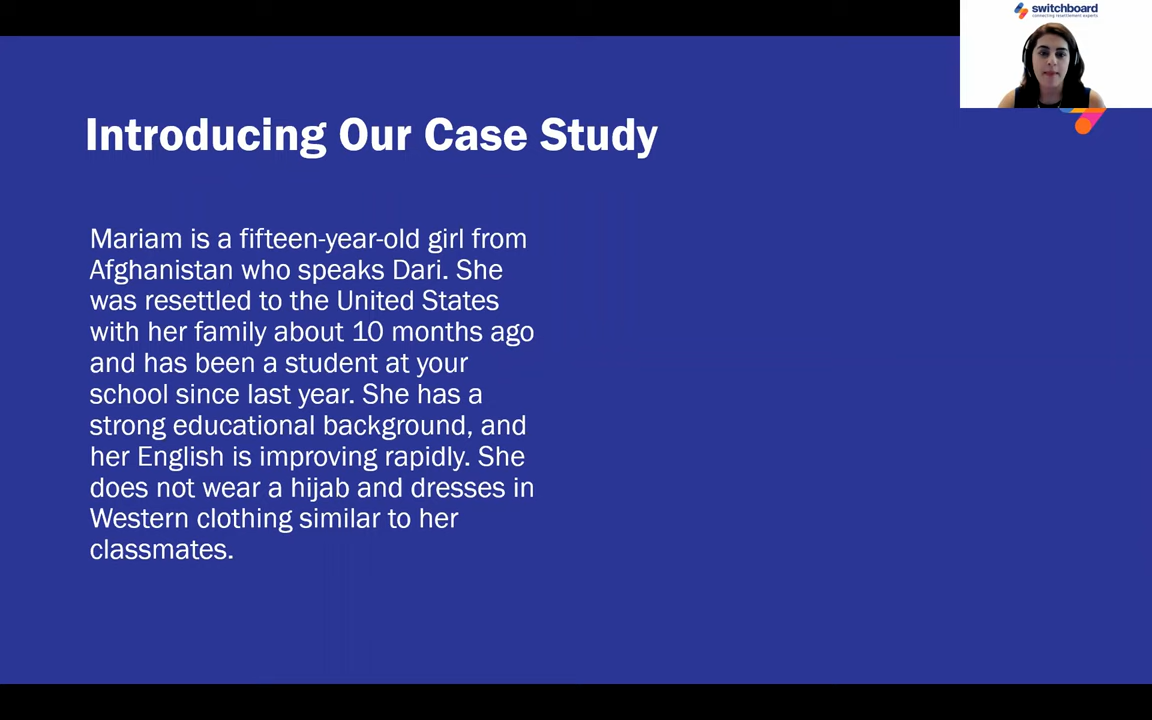 switchboard
connecting resettlement experts
Introducing Our Case Study
Mariam is a fifteen-year-old girl from
Afghanistan who speaks Dari. She
was resettled to the United States
with her family about 10 months ago
and has been a student at your
school since last year. She has a
strong educational background, and
her English is improving rapidly. She
does not wear a hijab and dresses in
Western clothing similar to her
classmates.